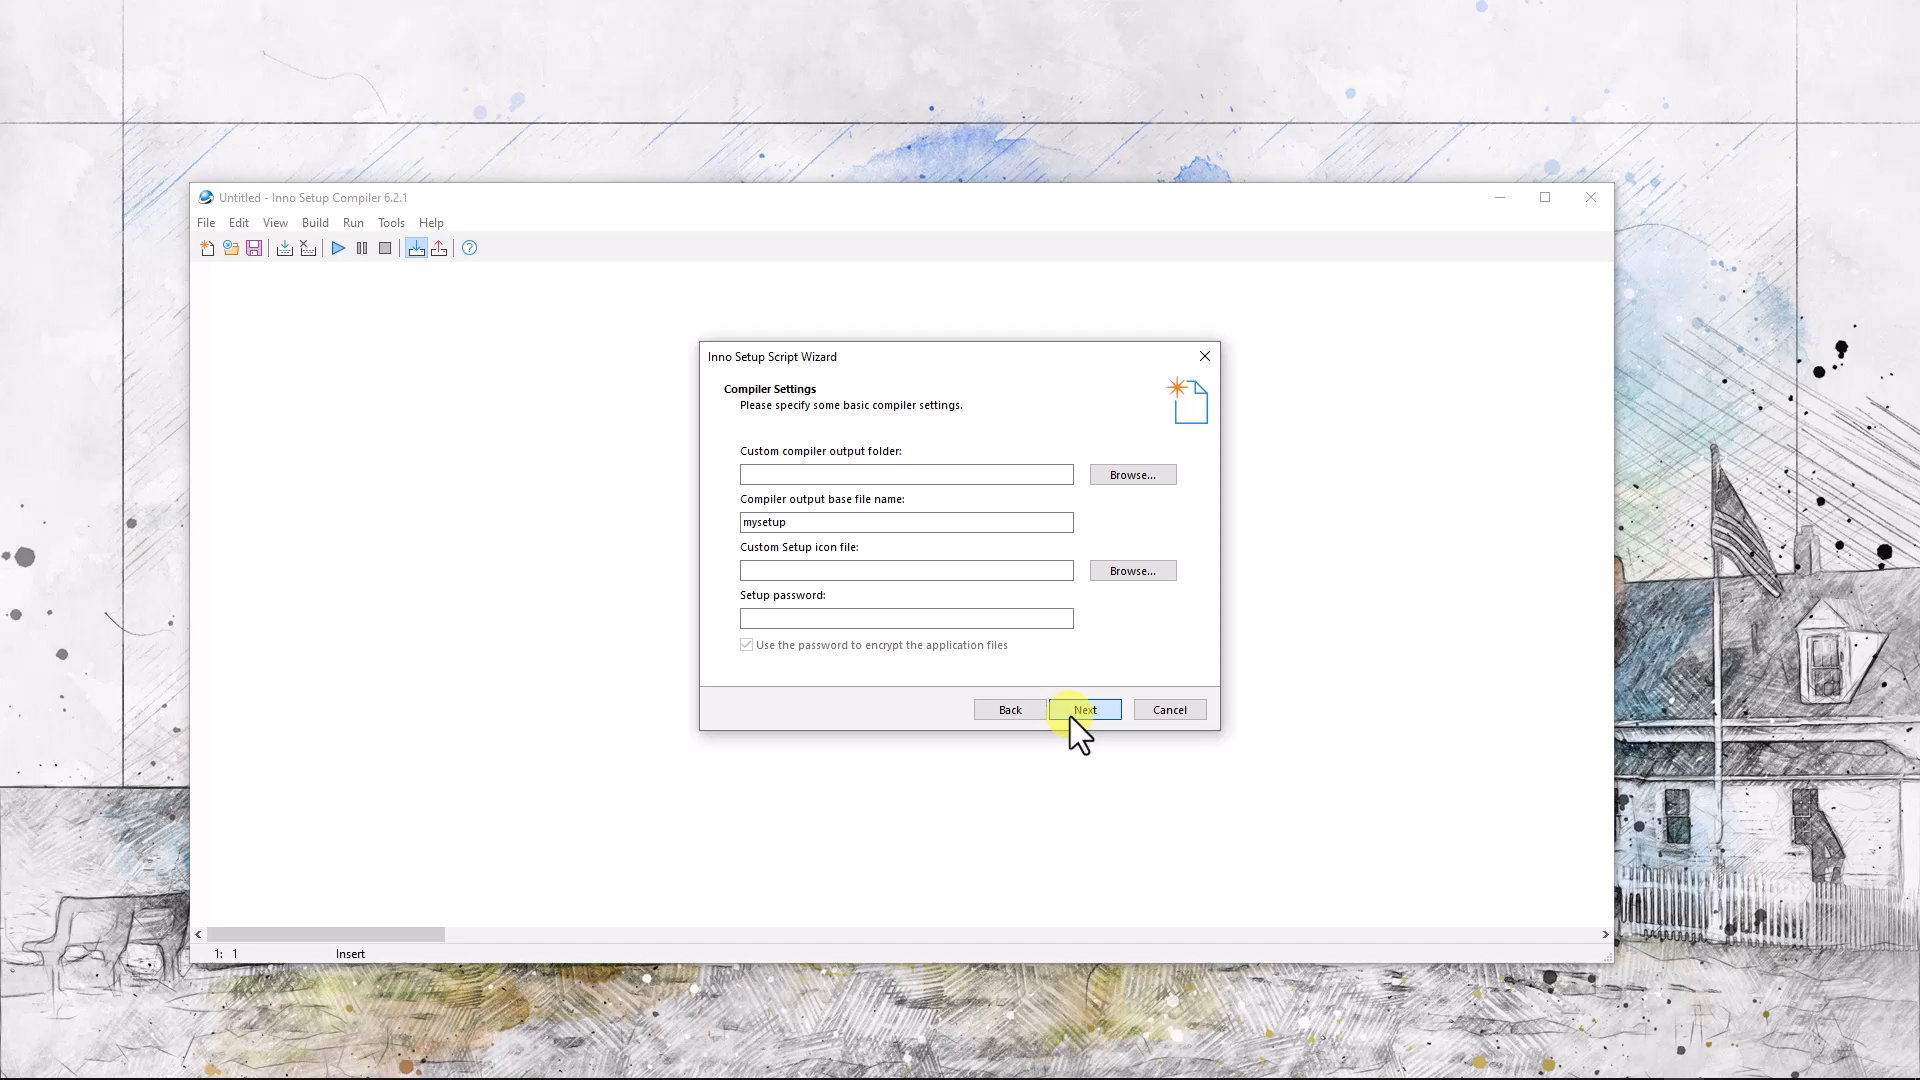 Untitled - Inno Setup Compiler 6.2.1
File Edit View Build Run Tools Help
Inno Setup Script Wizard
Compiler Settings
Please specify some basic compiler settings.
Custom compiler output folder:
Browse...
Compiler output base file name:
mysetup
Custom Setup icon file:
Browse...
Setup password:
Use the password to encrypt the application files
Back Next Cancel
1: 1 Insert